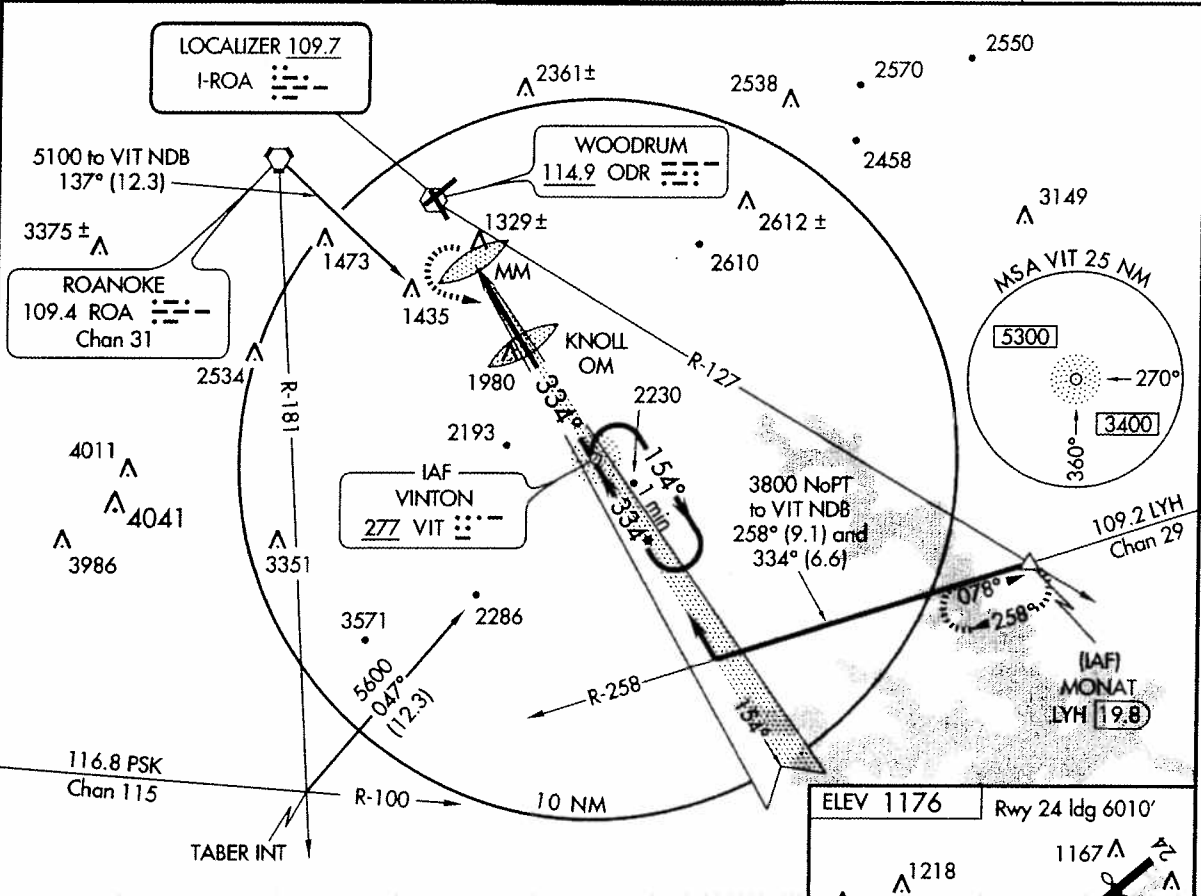 LOCALIZER 109.7
I-ROA
2361 ±
2538
2570
2550
5100 to VIT NDB
137° (12.3)
WOODRUM
114.9 ODR
2458
3375 ±
1473
1329 ±
MM
2612 ±
2610
3149
ROANOKE
109.4 ROA
Chan 31
1435
MSA VIT 25 NM
5300
270°
3400
360°
2534
R-181
1980
KNOLL
OM
334°
R-127
2230
2193
154°
1 min
334°
4011
4041
3986
IAF
VINTON
277 VIT
3351
3800 NoPT
to VIT NDB
258° (9.1) and
334° (6.6)
109.2 LYH
Chan 29
078°
258°
2286
3571
5600
047°
(12.3)
R-258
154°
(IAF)
MONAT
LYH 19.8
116.8 PSK
Chan 115
R-100
10 NM
TABER INT
ELEV 1176
Rwy 24 ldg 6010'
1167
24
1218